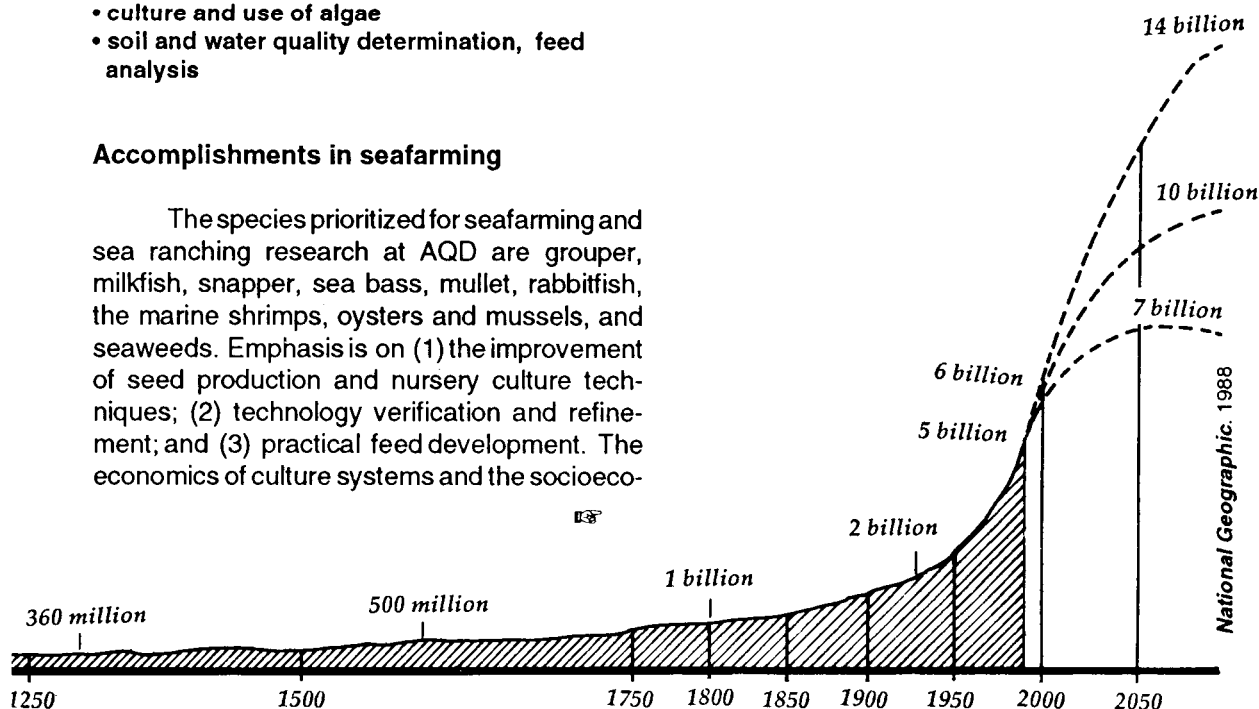 • culture and use of algae
• soil and water quality determination, feed
analysis
Accomplishments in seafarming
The species prioritized for seafarming and
sea ranching research at AQD are grouper,
milkfish, snapper, sea bass, mullet, rabbitfish,
the marine shrimps, oysters and mussels, and
seaweeds. Emphasis is on (1) the improvement
of seed production and nursery culture tech-
niques; (2) technology verification and refine-
ment; and (3) practical feed development. The
economics of culture systems and the socioeco-
☞
14 billion
10 billion
7 billion
6 billion
5 billion
2 billion
1 billion
500 million
360 million
National Geographic. 1988
1250 1500 1750 1800 1850 1900 1950 2000 2050